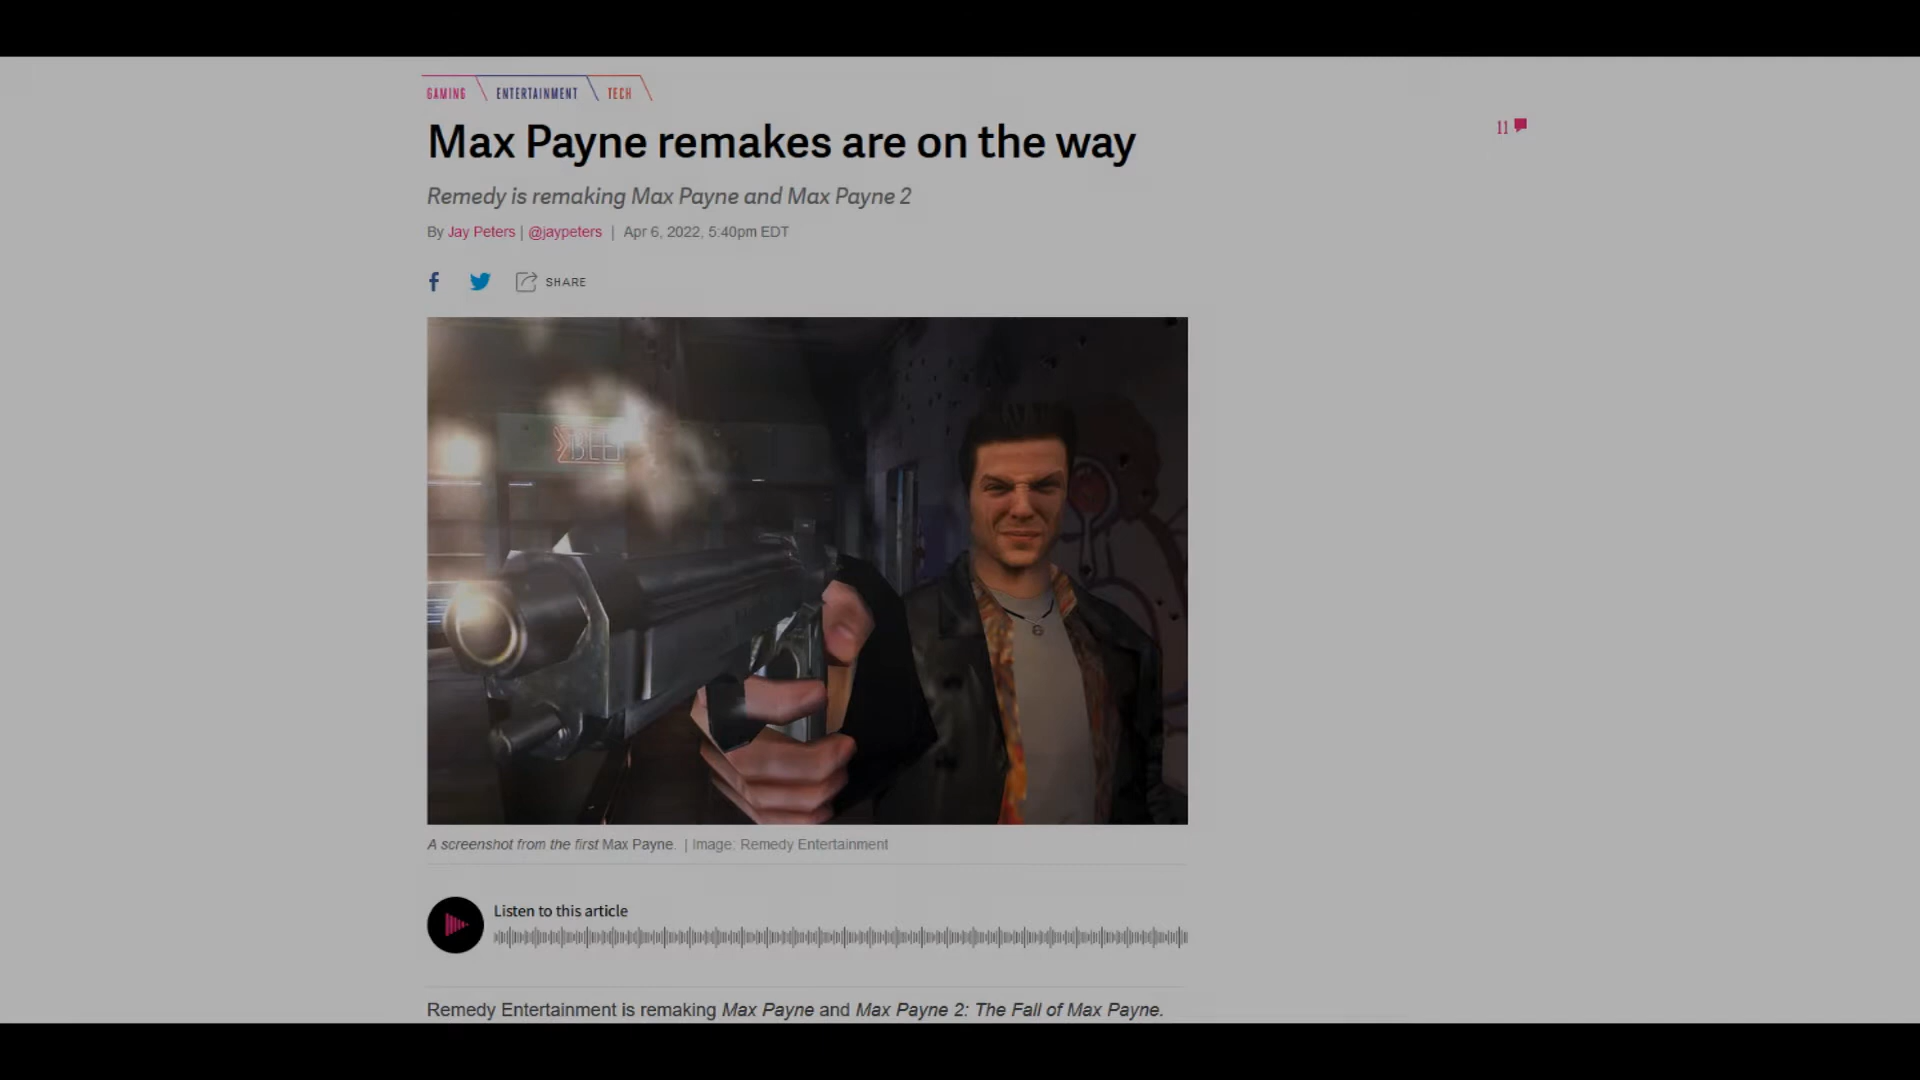 GAMING ENTERTAINMENT TECH
Max Payne remakes are on the way
11
Remedy is remaking Max Payne and Max Payne 2
By Jay Peters | @jaypeters | Apr 6, 2022, 5:40pm EDT
SHARE
A screenshot from the first Max Payne. | Image: Remedy Entertainment
Listen to this article
Remedy Entertainment is remaking Max Payne and Max Payne 2: The Fall of Max Payne.